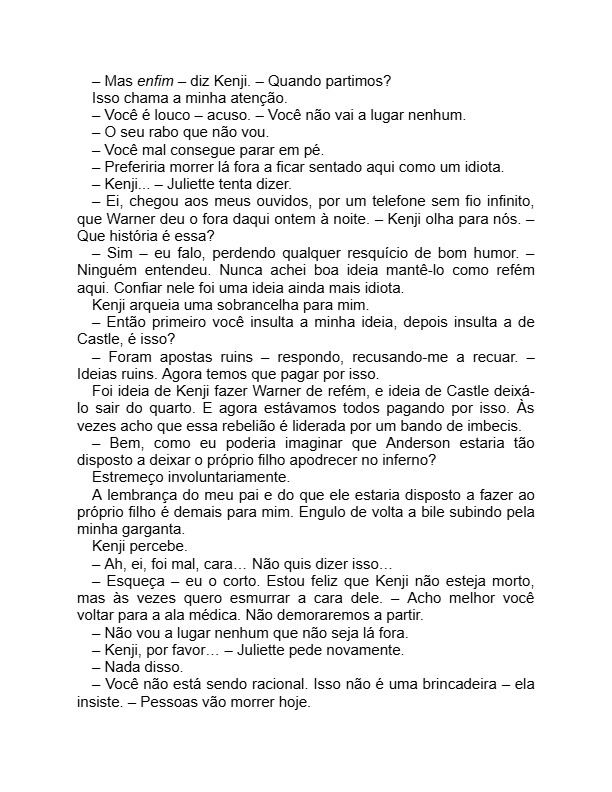 – Mas enfim – diz Kenji. – Quando partimos?
Isso chama a minha atenção.
– Você é louco – acuso. – Você não vai a lugar nenhum.
– O seu rabo que não vou.
– Você mal consegue parar em pé.
– Preferiria morrer lá fora a ficar sentado aqui como um idiota.
– Kenji... – Juliette tenta dizer.
– Ei, chegou aos meus ouvidos, por um telefone sem fio infinito,
que Warner deu o fora daqui ontem à noite. – Kenji olha para nós. –
Que história é essa?
– Sim – eu falo, perdendo qualquer resquício de bom humor. –
Ninguém entendeu. Nunca achei boa ideia mantê-lo como refém
aqui. Confiar nele foi uma ideia ainda mais idiota.
Kenji arqueia uma sobrancelha para mim.
– Então primeiro você insulta a minha ideia, depois insulta a de
Castle, é isso?
– Foram apostas ruins – respondo, recusando-me a recuar. –
Ideias ruins. Agora temos que pagar por isso.
Foi ideia de Kenji fazer Warner de refém, e ideia de Castle deixá-
lo sair do quarto. E agora estávamos todos pagando por isso. Às
vezes acho que essa rebelião é liderada por um bando de imbecis.
– Bem, como eu poderia imaginar que Anderson estaria tão
disposto a deixar o próprio filho apodrecer no inferno?
Estremeço involuntariamente.
A lembrança do meu pai e do que ele estaria disposto a fazer ao
próprio filho é demais para mim. Engulo de volta a bile subindo pela
minha garganta.
Kenji percebe.
– Ah, ei, foi mal, cara… Não quis dizer isso…
– Esqueça – eu o corto. Estou feliz que Kenji não esteja morto,
mas às vezes quero esmurrar a cara dele. – Acho melhor você
voltar para a ala médica. Não demoraremos a partir.
– Não vou a lugar nenhum que não seja lá fora.
– Kenji, por favor… – Juliette pede novamente.
– Nada disso.
– Você não está sendo racional. Isso não é uma brincadeira – ela
insiste. – Pessoas vão morrer hoje.